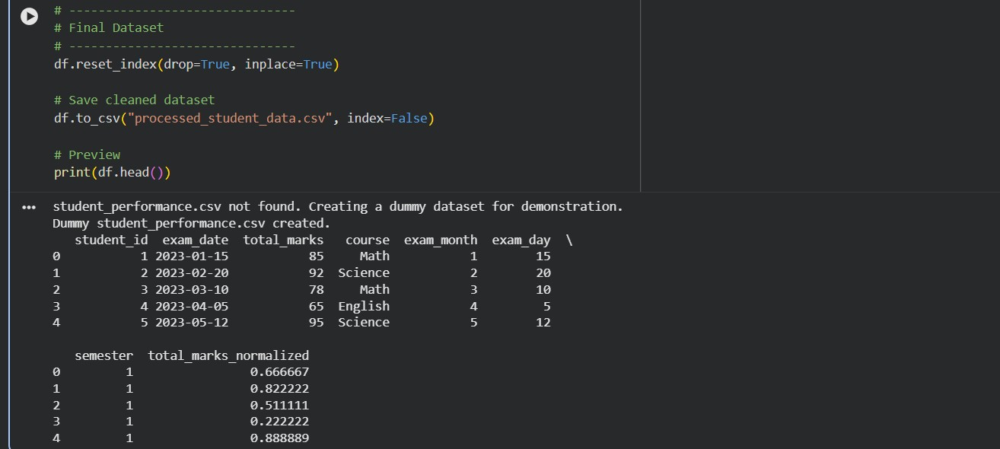 # -------------------------------
# Final Dataset
# -------------------------------
df.reset_index(drop=True, inplace=True)
# Save cleaned dataset
df.to_csv("processed_student_data.csv", index=False)
# Preview
print(df.head())
student_performance.csv not found. Creating a dummy dataset for demonstration.
Dummy student_performance.csv created.
   student_id  exam_date  total_marks   course  exam_month  exam_day  \
0           1 2023-01-15           85     Math           1        15
1           2 2023-02-20           92  Science           2        20
2           3 2023-03-10           78     Math           3        10
3           4 2023-04-05           65  English           4         5
4           5 2023-05-12           95  Science           5        12
   semester  total_marks_normalized
0         1                0.666667
1         1                0.822222
2         1                0.511111
3         1                0.222222
4         1                0.888889